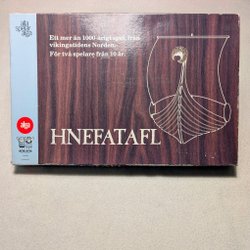 Ett mer än 1000-årigt spel från
vikingatidens Norden.
För två spelare från 10 år.
HNEFATAFL